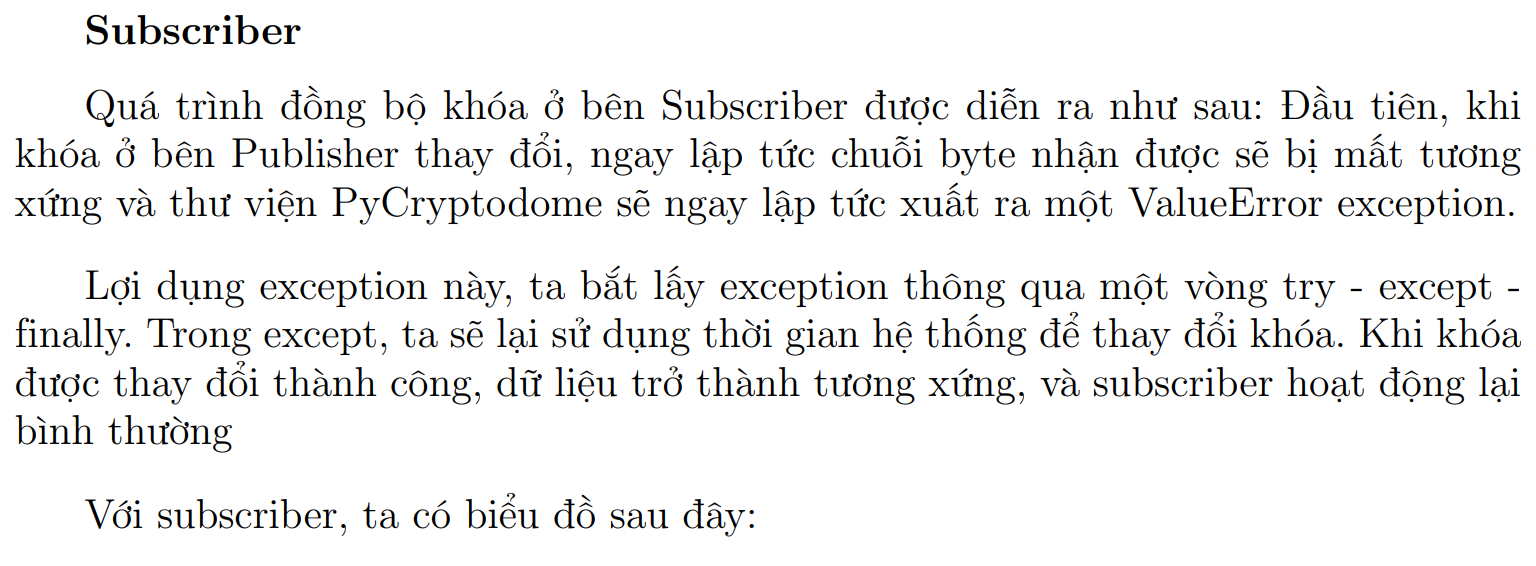 Subscriber
Quá trình đồng bộ khóa ở bên Subscriber được diễn ra như sau: Đầu tiên, khi
khóa ở bên Publisher thay đổi, ngay lập tức chuỗi byte nhận được sẽ bị mất tương
xứng và thư viện PyCryptodome sẽ ngay lập tức xuất ra một ValueError exception.
Lợi dụng exception này, ta bắt lấy exception thông qua một vòng try - except -
finally. Trong except, ta sẽ lại sử dụng thời gian hệ thống để thay đổi khóa. Khi khóa
được thay đổi thành công, dữ liệu trở thành tương xứng, và subscriber hoạt động lại
bình thường
Với subscriber, ta có biểu đồ sau đây: